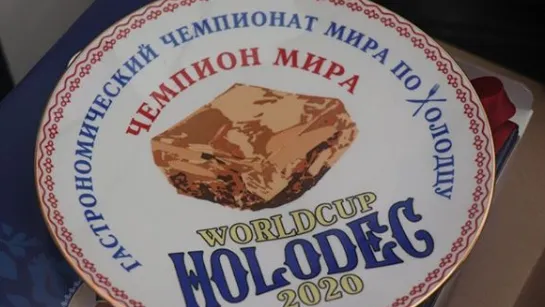 ГАСТРОНОМИЧЕСКИЙ ЧЕМПИОНАТ МИРА ПО ХОЛОДЦУ
ЧЕМПИОН МИРА
WORLDCUP
HOLODEC
2020